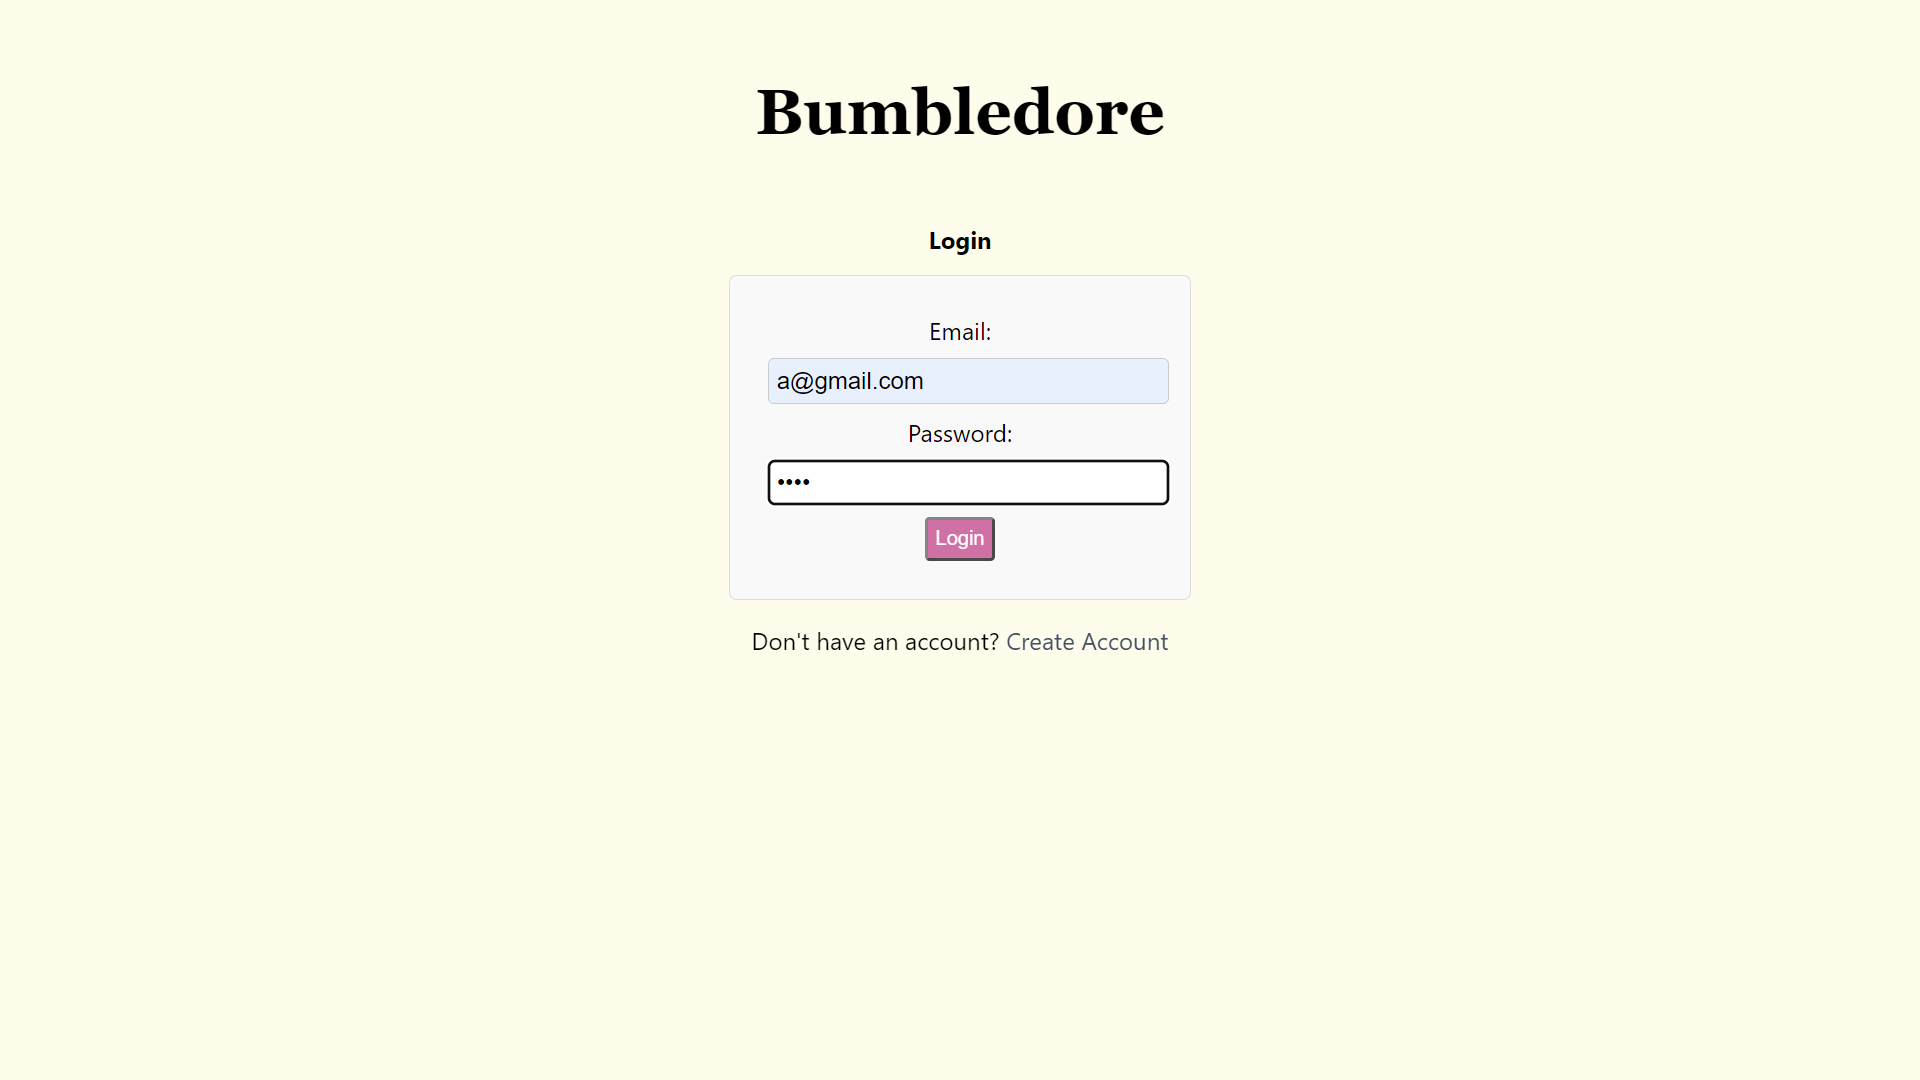 Bumbledore
Login
Email:
a@gmail.com
Password:
••••
Login
Don't have an account? Create Account